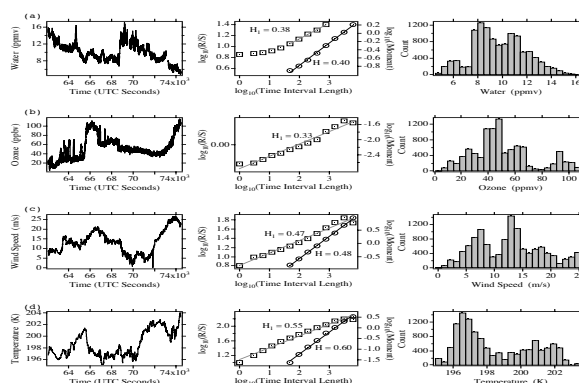 (a)
Water (ppmv)
16
12
8
4
64 66 68 70 74x10³
Time (UTC Seconds)
log₁₀(R/S)
1.4
1.2
1.0
0.8
0.6
H₁ = 0.38
H = 0.40
0.2
0.0
-0.2
-0.4
-0.6
-0.8
log₁₀(Moment)
0 1 2 3
log₁₀(Time Interval Length)
Count
1200
800
400
0
6 8 10 12 14 16
Water (ppmv)
(b)
Ozone (ppbv)
120
80
40
0
64 66 68 70 74x10³
Time (UTC Seconds)
log₁₀(R/S)
0.00
H₁ = 0.33
-1.6
-2.0
-2.4
log₁₀(Moment)
0 1 2 3
log₁₀(Time Interval Length)
Count
1200
800
400
0
0 20 40 60 80 100
Ozone (ppmv)
(c)
Wind Speed (m/s)
25
20
15
10
5
0
64 66 68 70 72 74x10³
Time (UTC Seconds)
log₁₀(R/S)
1.8
1.6
1.4
1.2
1.0
0.8
H₁ = 0.47
H = 0.48
0.5
0.0
-0.5
log₁₀(Moment)
0 1 2 3
log₁₀(Time Interval Length)
Count
1200
800
400
0
0 5 10 15 20
Wind Speed (m/s)
(d)
Temperature (K)
204
202
200
198
196
64 66 68 70 72 74x10³
Time (UTC Seconds)
log₁₀(R/S)
2.0
1.6
1.2
H₁ = 0.55
H = 0.60
0.5
0.0
-0.5
-1.0
-1.5
log₁₀(Moment)
0 1 2 3
log₁₀(Time Interval Length)
Count
1200
800
400
0
196 198 200 202
Temperature (K)